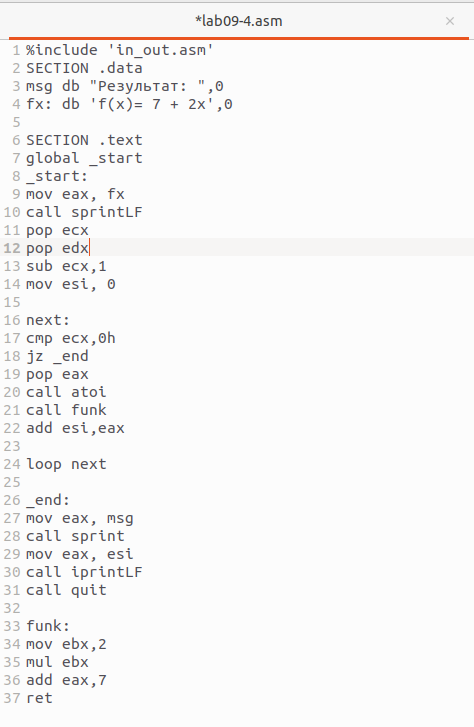 *lab09-4.asm
×
1 %include 'in_out.asm'
2 SECTION .data
3 msg db "Результат: ",0
4 fx: db 'f(x)= 7 + 2x',0
5
6 SECTION .text
7 global _start
8 _start:
9 mov eax, fx
10 call sprintLF
11 pop ecx
12 pop edx
13 sub ecx,1
14 mov esi, 0
15
16 next:
17 cmp ecx,0h
18 jz _end
19 pop eax
20 call atoi
21 call funk
22 add esi,eax
23
24 loop next
25
26 _end:
27 mov eax, msg
28 call sprint
29 mov eax, esi
30 call iprintLF
31 call quit
32
33 funk:
34 mov ebx,2
35 mul ebx
36 add eax,7
37 ret